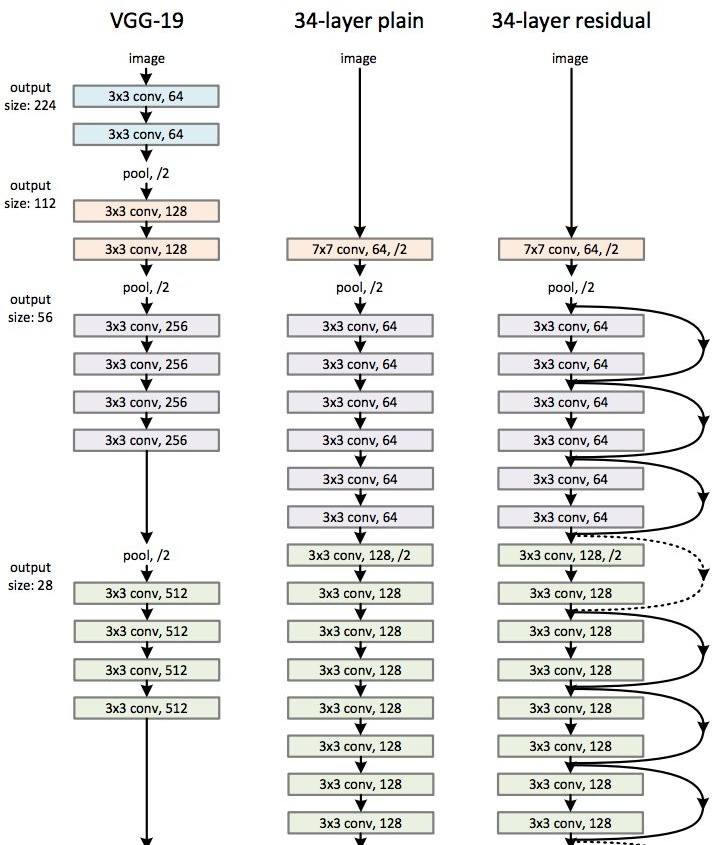 VGG-19
34-layer plain
34-layer residual
output
size: 224
image
3x3 conv, 64
3x3 conv, 64
pool, /2
output
size: 112
3x3 conv, 128
3x3 conv, 128
pool, /2
output
size: 56
3x3 conv, 256
3x3 conv, 256
3x3 conv, 256
3x3 conv, 256
pool, /2
output
size: 28
3x3 conv, 512
3x3 conv, 512
3x3 conv, 512
3x3 conv, 512
image
7x7 conv, 64, /2
pool, /2
3x3 conv, 64
3x3 conv, 64
3x3 conv, 64
3x3 conv, 64
3x3 conv, 64
3x3 conv, 64
3x3 conv, 128, /2
3x3 conv, 128
3x3 conv, 128
3x3 conv, 128
3x3 conv, 128
3x3 conv, 128
3x3 conv, 128
3x3 conv, 128
image
7x7 conv, 64, /2
pool, /2
3x3 conv, 64
3x3 conv, 64
3x3 conv, 64
3x3 conv, 64
3x3 conv, 64
3x3 conv, 64
3x3 conv, 128, /2
3x3 conv, 128
3x3 conv, 128
3x3 conv, 128
3x3 conv, 128
3x3 conv, 128
3x3 conv, 128
3x3 conv, 128